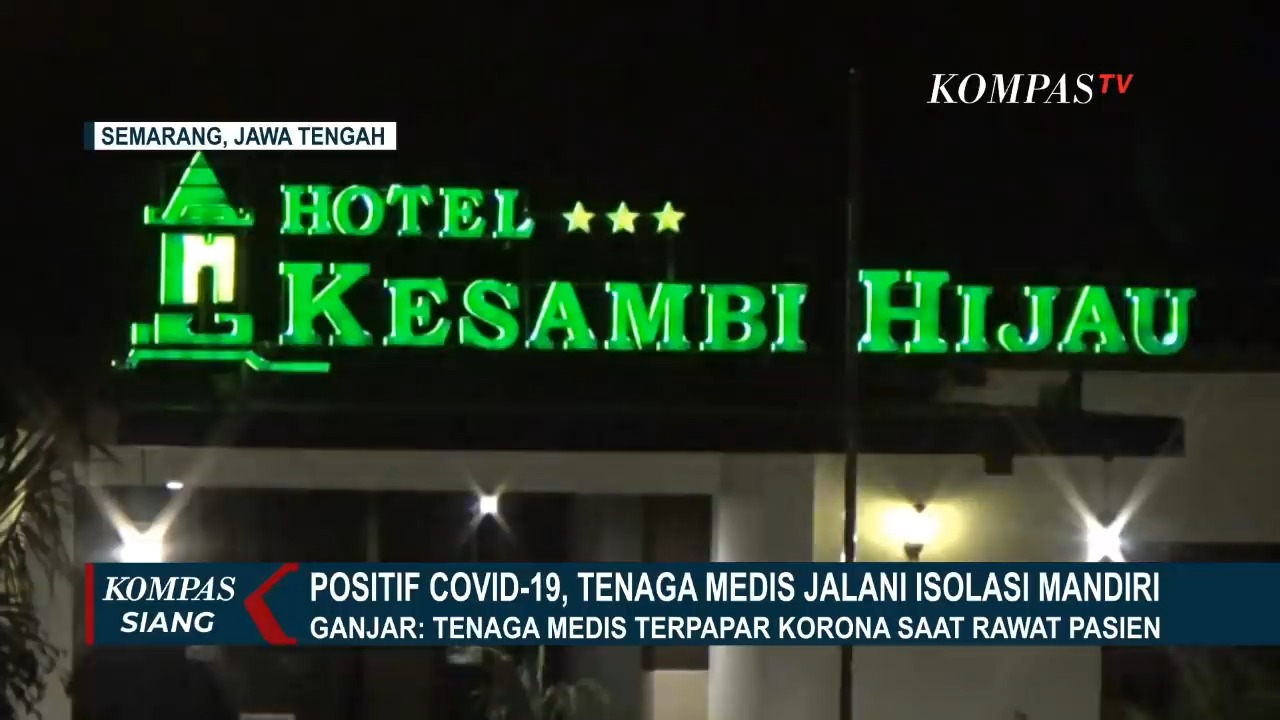 KOMPASTV
SEMARANG, JAWA TENGAH
HOTEL
KESAMBI HIJAU
KOMPAS
SIANG
POSITIF COVID-19, TENAGA MEDIS JALANI ISOLASI MANDIRI
GANJAR: TENAGA MEDIS TERPAPAR KORONA SAAT RAWAT PASIEN